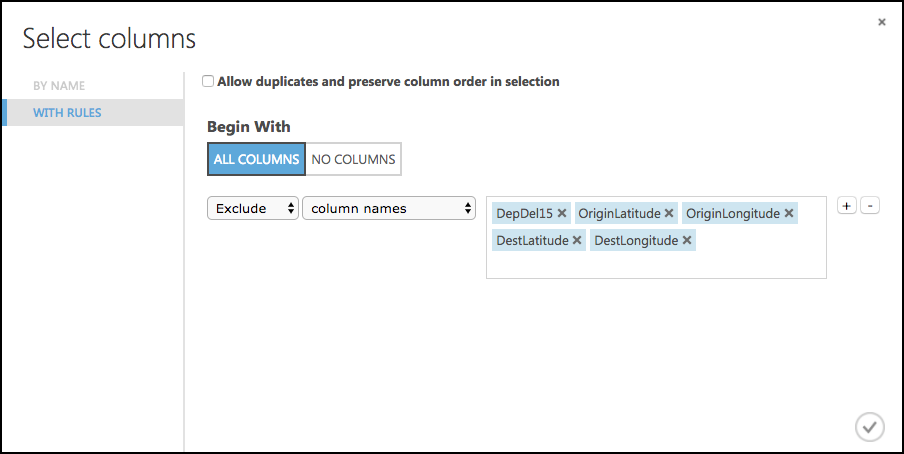 Select columns
BY NAME
WITH RULES
Allow duplicates and preserve column order in selection
Begin With
ALL COLUMNS NO COLUMNS
Exclude column names DepDel15 × OriginLatitude × OriginLongitude × + -
DestLatitude × DestLongitude ×